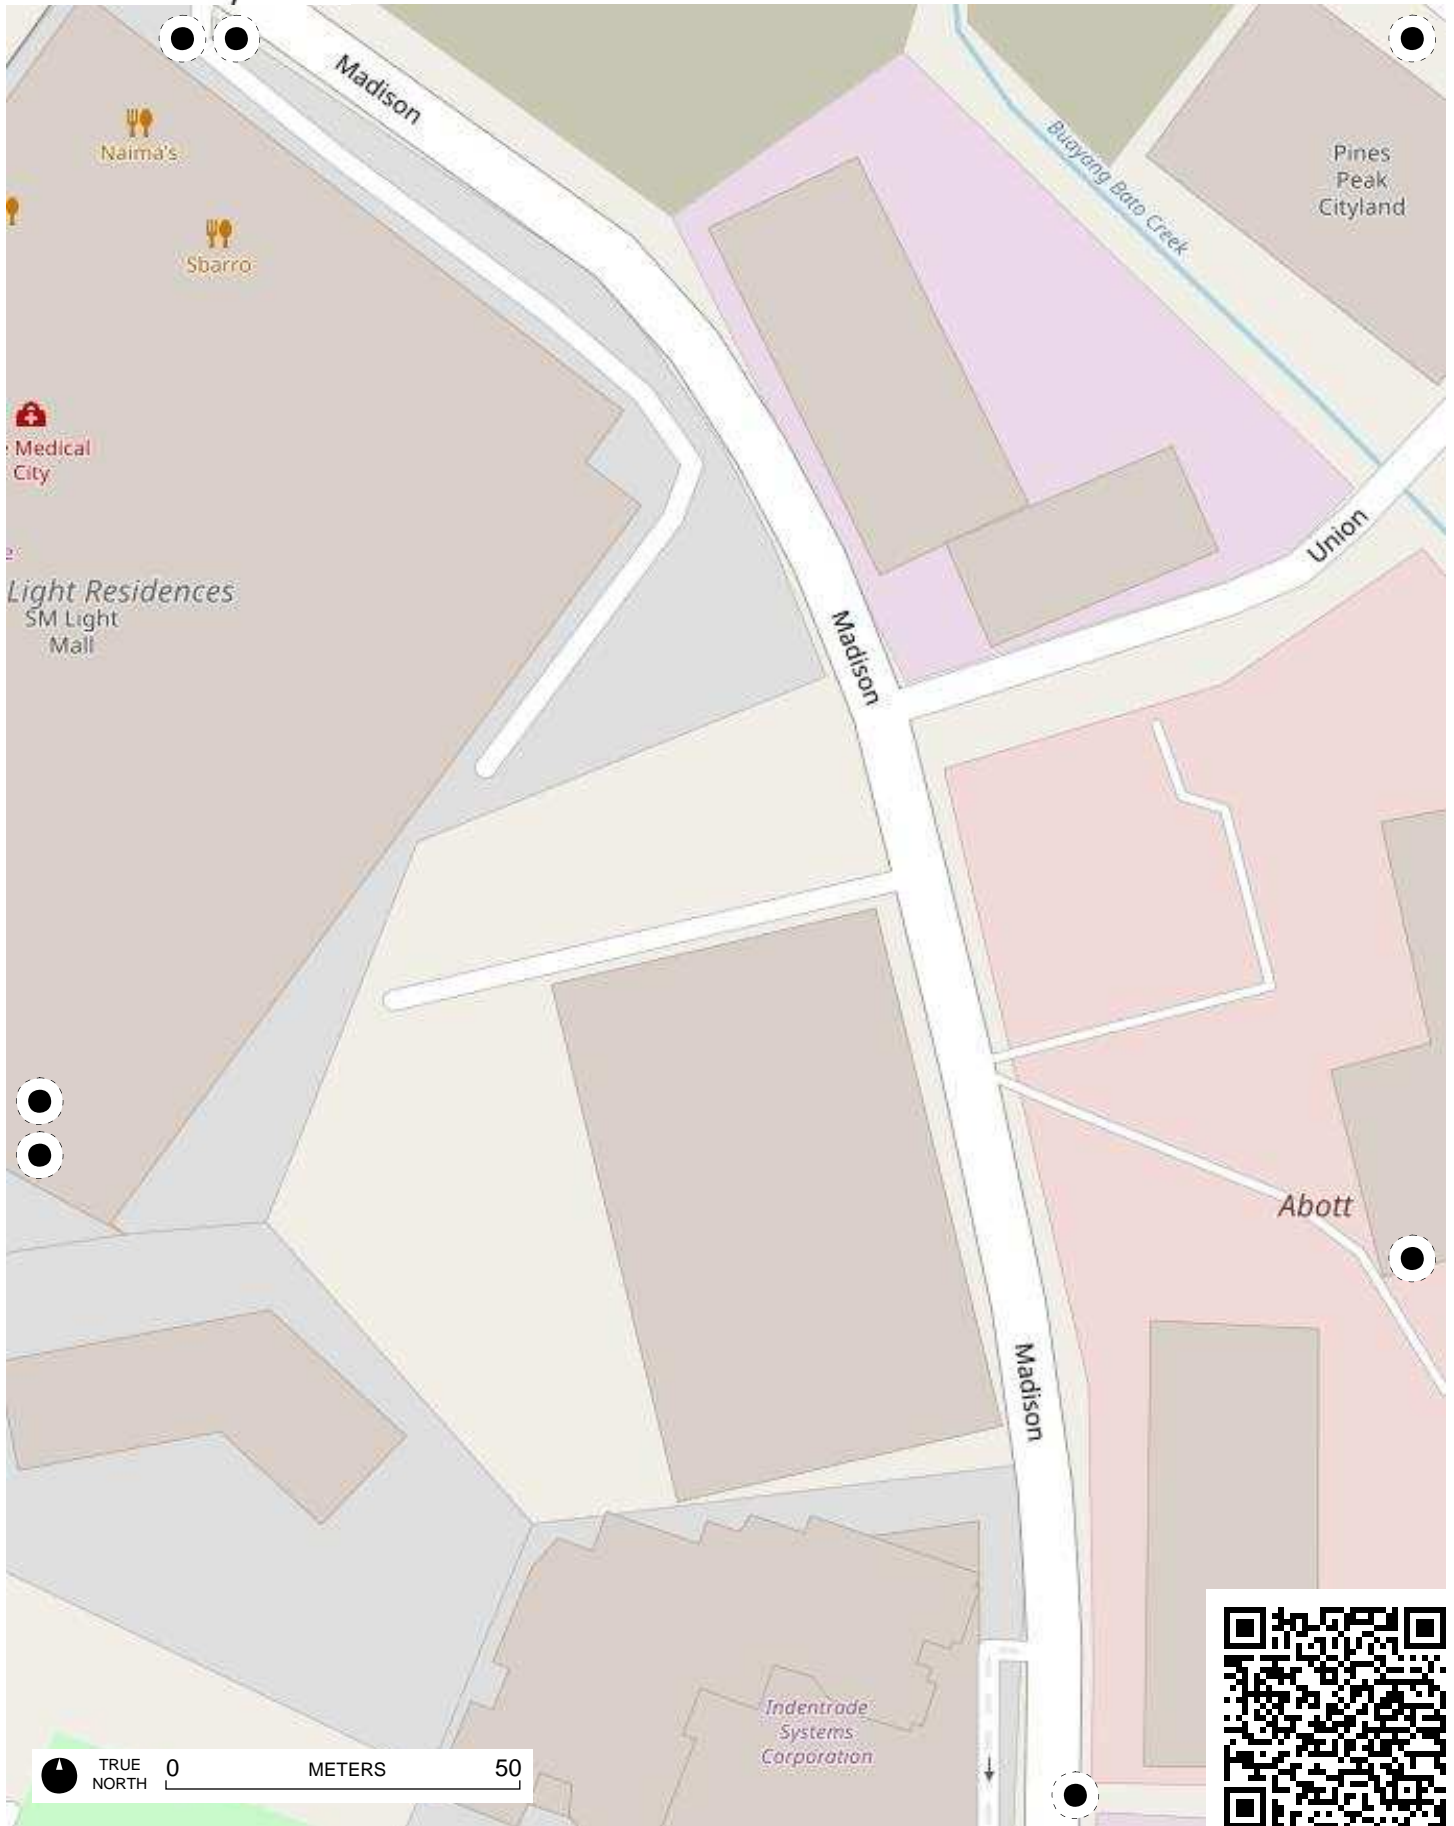 Madison
Naima's
Sbarro
Buayang Bato Creek
Pines
Peak
Cityland
Medical
City
e
Light Residences
SM Light
Mall
Union
Madison
Abott
Madison
Indentrade
Systems
Corporation
TRUE
NORTH
0 METERS 50